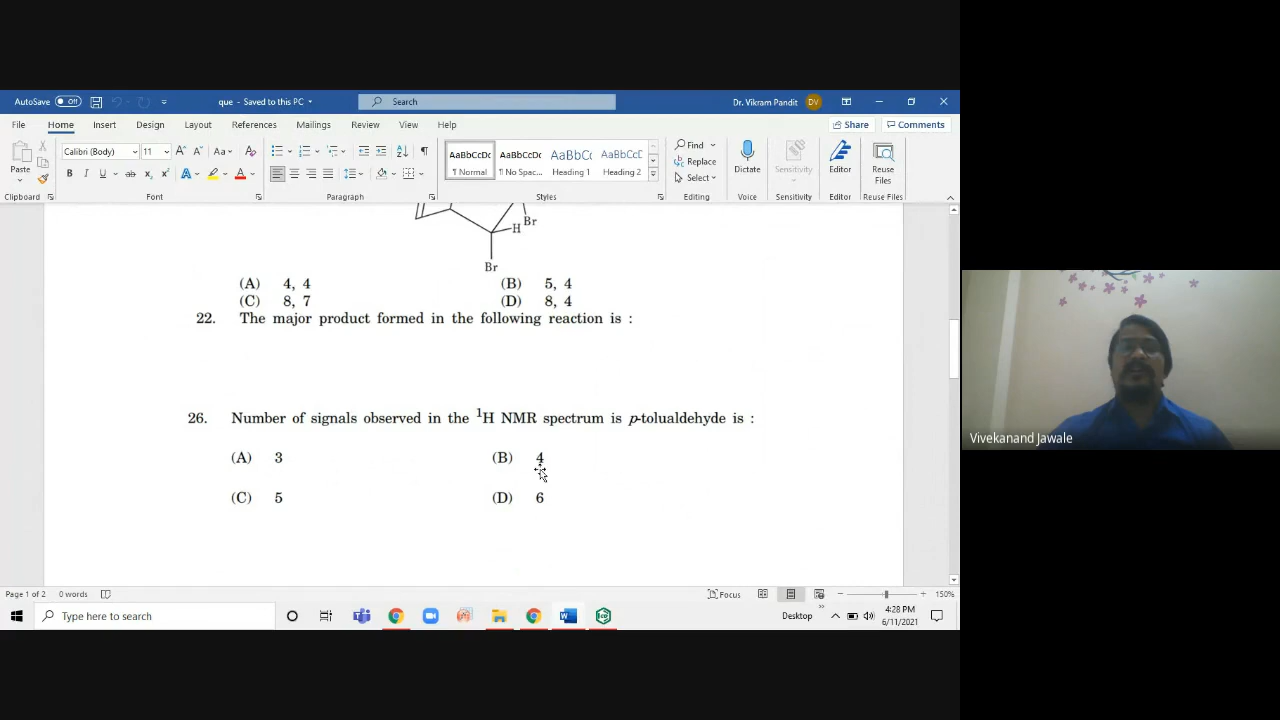 AutoSave Off que - Saved to this PC Search Dr. Vikram Pandit DV
File Home Insert Design Layout References Mailings Review View Help Share Comments
Calibri (Body) 11 A A Aa A AaBbCcDc AaBbCcDc AaBbCc AaBbCcD Find
Paste B I U ab x₂ x² A A ¶ Normal ¶ No Spac... Heading 1 Heading 2 Replace Select Dictate Sensitivity Editor Reuse Files
Clipboard Font Paragraph Styles Editing Voice Sensitivity Editor Reuse Files
Br
H
Br
(A) 4, 4 (B) 5, 4
(C) 8, 7 (D) 8, 4
22. The major product formed in the following reaction is :
26. Number of signals observed in the ¹H NMR spectrum is p-tolualdehyde is :
(A) 3 (B) 4
(C) 5 (D) 6
Vivekanand Jawale
Page 1 of 2 0 words Focus 150%
Type here to search Desktop 4:28 PM
6/11/2021